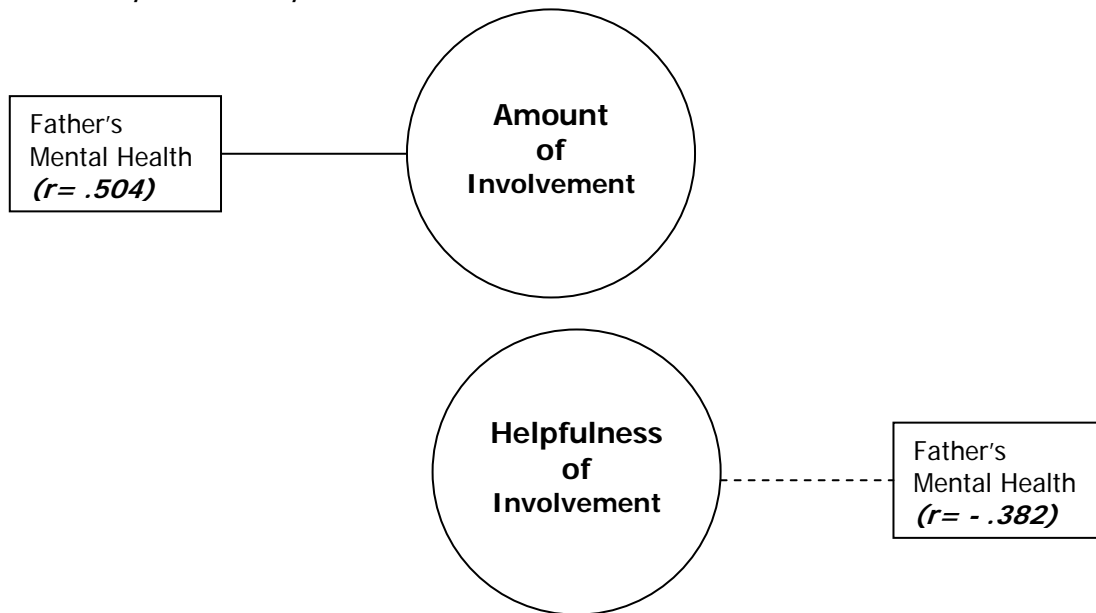 Father's
Mental Health
(r= .504)
Amount
of
Involvement
Helpfulness
of
Involvement
Father's
Mental Health
(r= - .382)